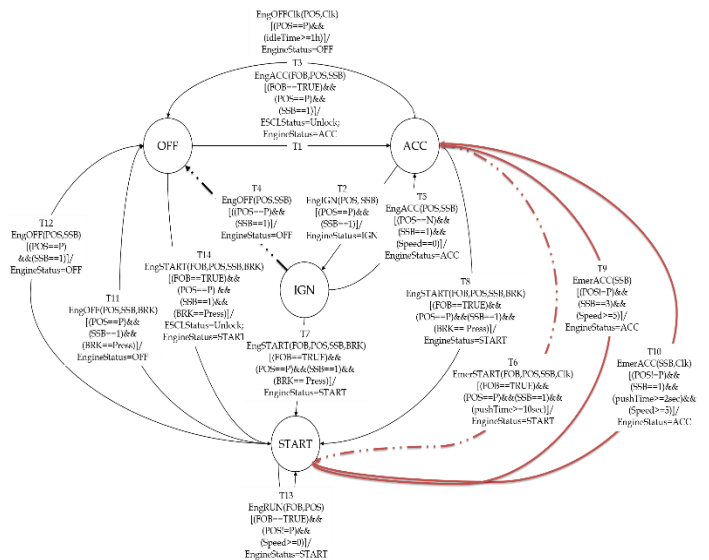 EngOFFClk(POS,Clk)
[(POS==P)&&
(idleTime>=1h)]/
EngineStatus=OFF
T3
EngACC(FOB,POS,SSB)
[(FOB==TRUE)&&
(POS==P)&&
(SSB==1)]/
ESCLStatus=Unlock;
EngineStatus=ACC
OFF
ACC
T1
T4
EngOFF(POS,SSB)
[((POS==P)&&
(SSB==1)]/
EngineStatus=OFF
T2
EngIGN(POS, SSB)
[(POS==P)&&
(SSB==1)]/
EngineStatus=IGN
T5
EngACC(POS,SSB)
[(POS==N)&&
(SSB==1)&&
(Speed==0)]/
EngineStatus=ACC
T12
EngOFF(POS,SSB)
[(POS==P)
&&(SSB==1)]/
EngineStatus=OFF
T14
EngSTART(FOB,POS,SSB,BRK)
[(FOB==TRUE)&&
(POS==P) &&
(SSB==1)&&
(BRK==Press)]/
ESCLStatus=Unlock;
EngineStatus=START
IGN
T8
EngSTART(FOB,POS,SSB,BRK)
[(FOB==TRUE)&&
(POS==P)&&(SSB==1)&&
(BRK== Press)]/
EngineStatus=START
T9
EmerACC(SSB)
[(POS!=P)&&
(SSB==3)&&
(Speed>=5)]/
EngineStatus=ACC
T11
EngOFF(POS,SSB,BRK)
[(POS==P)&&
(SSB==1)&&
(BRK==Press)]/
EngineStatus=OFF
T7
EngSTART(FOB,POS,SSB,BRK)
[(FOB==TRUE)&&
(POS==P)&&(SSB==1)&&
(BRK== Press)]/
EngineStatus=START
T6
EmerSTART(FOB,POS,SSB,Clk)
[(FOB==TRUE)&&
(POS==P)&&(SSB==1)&&
(pushTime>=10sec)]/
EngineStatus=START
T10
EmerACC(SSB,Clk)
[(POS!=P)&&
(SSB==1)&&
(pushTime>=2sec)&&
(Speed>=5)]/
EngineStatus=ACC
START
T13
EngRUN(FOB,POS)
[(FOB==TRUE)&&
(POS!=P)&&
(Speed>=0)]/
EngineStatus=START